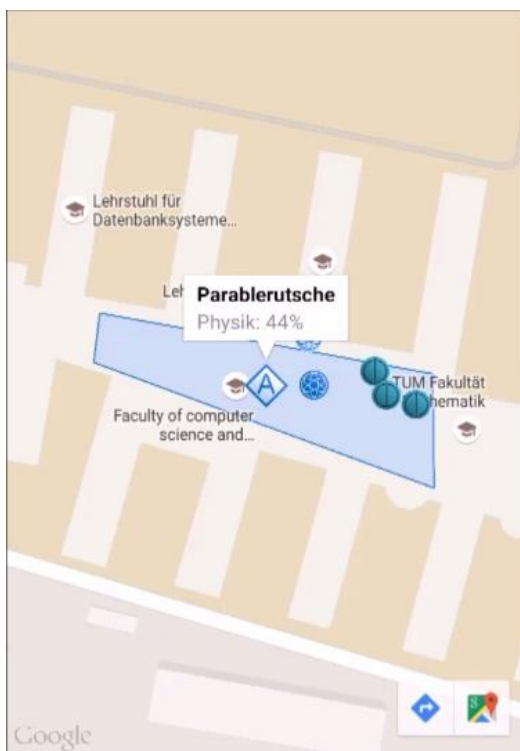 Lehrstuhl für
Datenbanksysteme...
Parablerutsche
Physik: 44%
A
TUM Fakultät
Faculty of computer
science and...
Google